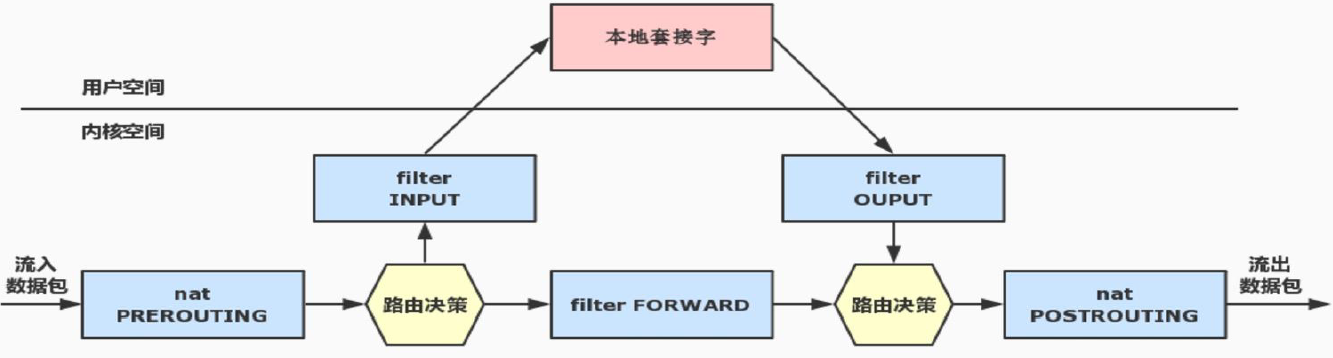 本地套接字
用户空间
内核空间
filter
INPUT
filter
OUPUT
流入
数据包
nat
PREROUTING
路由决策
filter FORWARD
路由决策
nat
POSTROUTING
流出
数据包